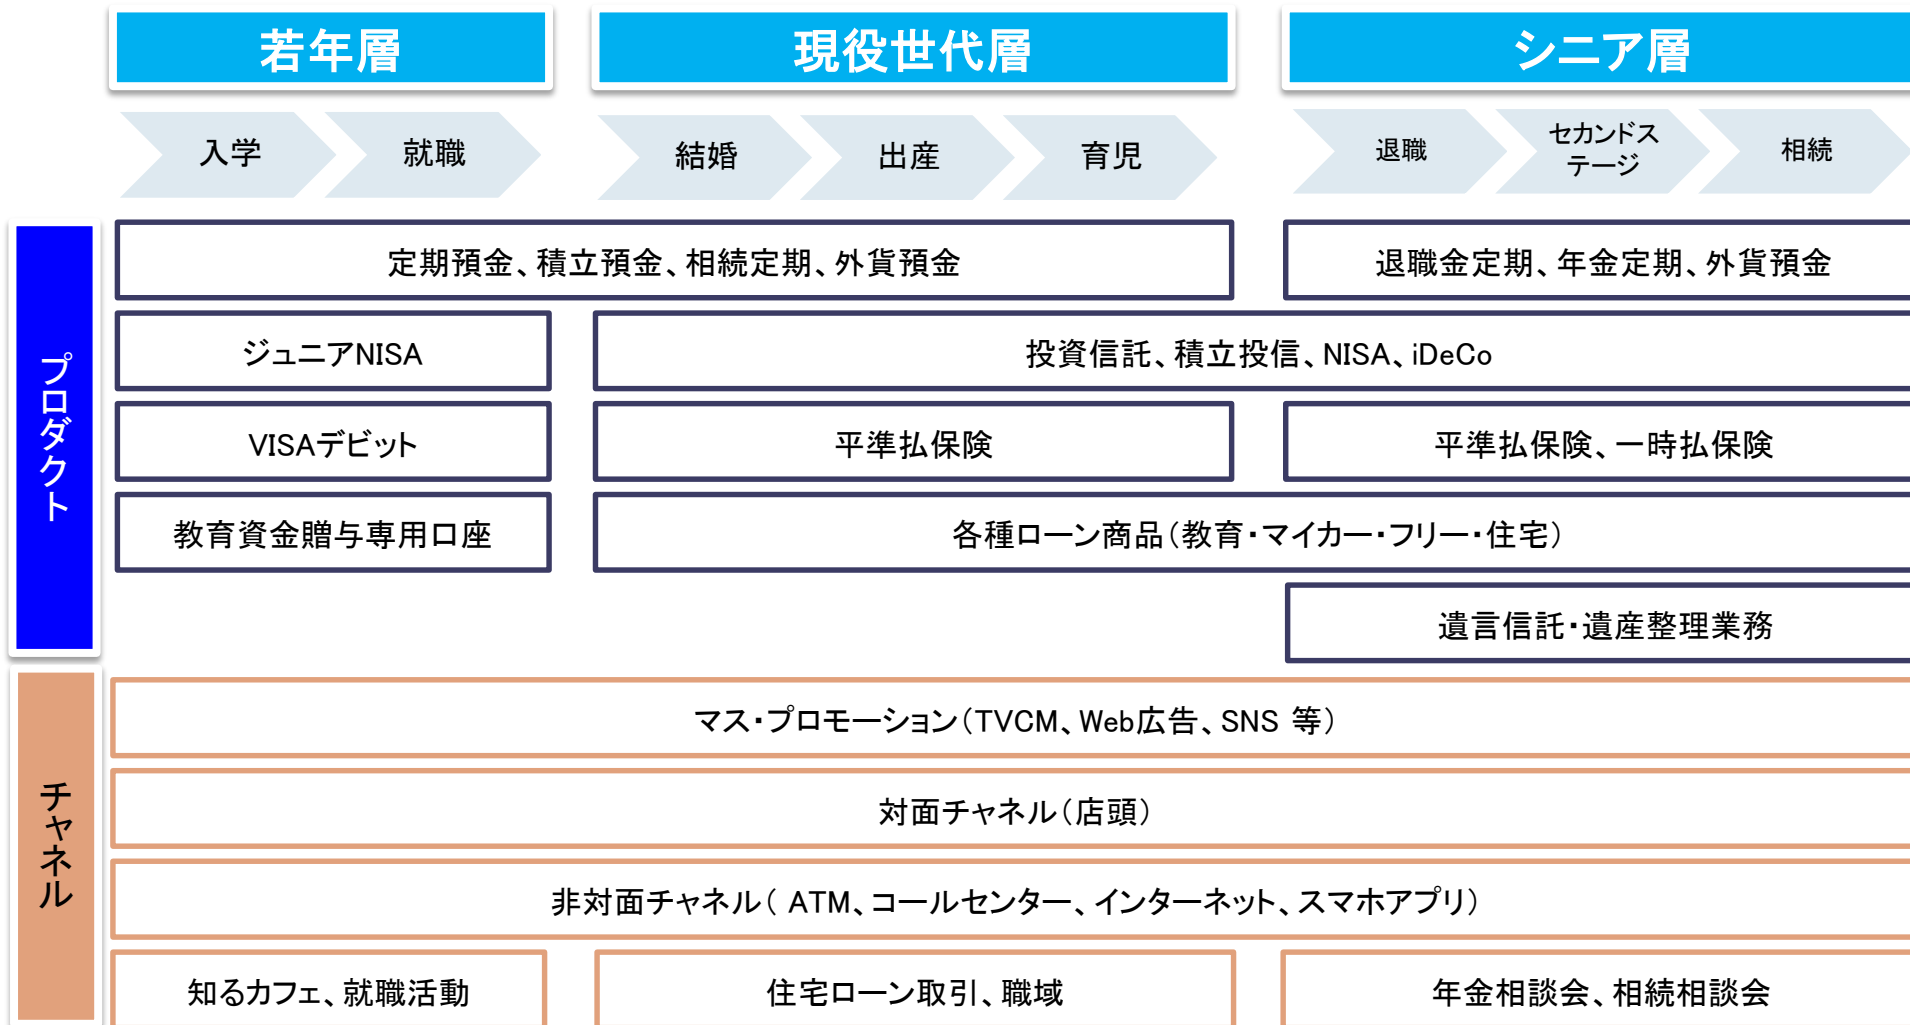 若年層
現役世代層
シニア層
入学
就職
結婚
出産
育児
退職
セカンドス
テージ
相続
プロダクト
定期預金、積立預金、相続定期、外貨預金
退職金定期、年金定期、外貨預金
ジュニアNISA
投資信託、積立投信、NISA、iDeCo
VISAデビット
平準払保険
平準払保険、一時払保険
教育資金贈与専用口座
各種ローン商品(教育・マイカー・フリー・住宅)
遺言信託・遺産整理業務
チャネル
マス・プロモーション(TVCM、Web広告、SNS 等)
対面チャネル(店頭)
非対面チャネル( ATM、コールセンター、インターネット、スマホアプリ)
知るカフェ、就職活動
住宅ローン取引、職域
年金相談会、相続相談会